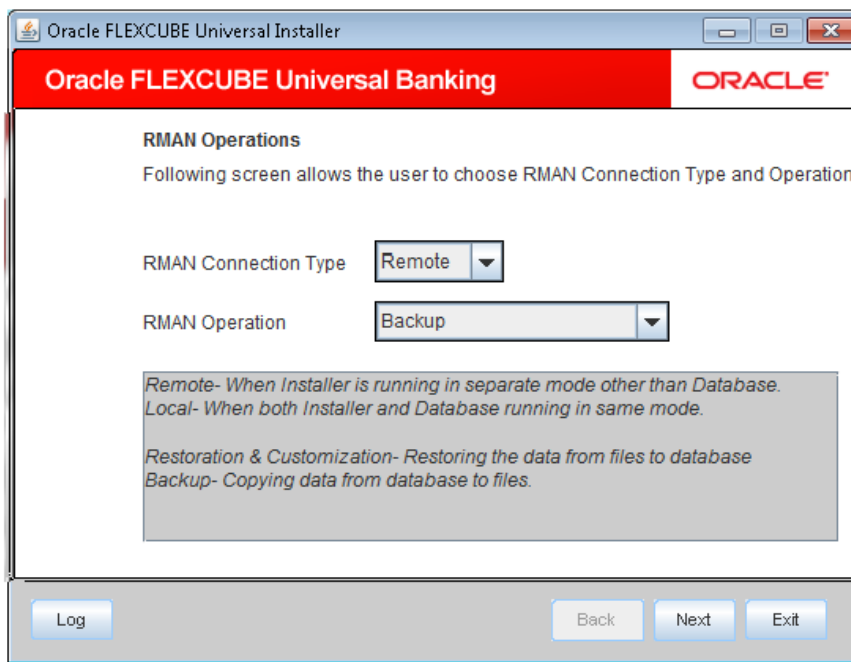 Oracle FLEXCUBE Universal Installer
Oracle FLEXCUBE Universal Banking
ORACLE
RMAN Operations
Following screen allows the user to choose RMAN Connection Type and Operation
RMAN Connection Type
Remote
RMAN Operation
Backup
Remote- When Installer is running in separate mode other than Database.
Local- When both Installer and Database running in same mode.
Restoration & Customization- Restoring the data from files to database
Backup- Copying data from database to files.
Log
Back
Next
Exit